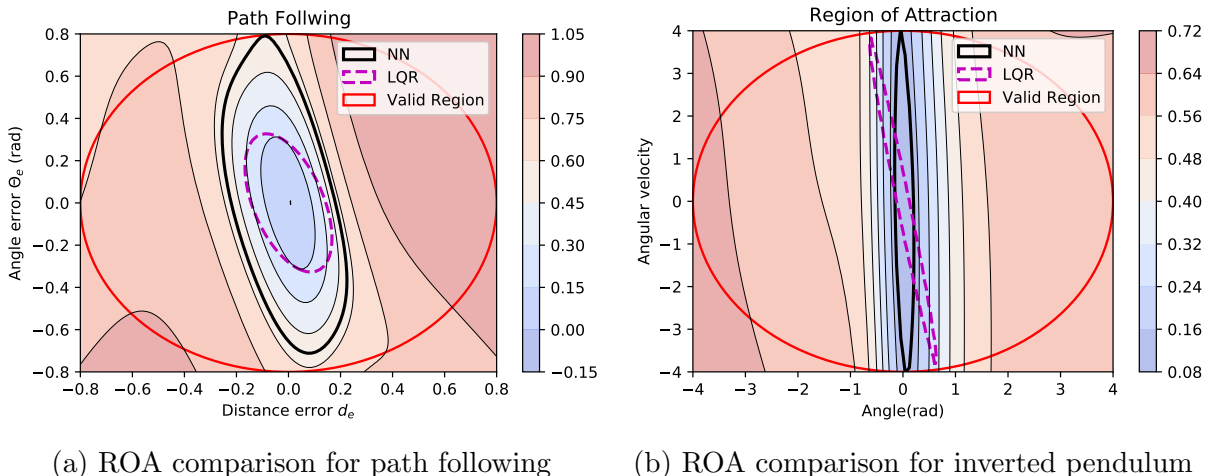 Path Follwing
Angle error Θe (rad)
0.8
0.6
0.4
0.2
0.0
−0.2
−0.4
−0.6
−0.8
−0.8 −0.6 −0.4 −0.2 0.0 0.2 0.4 0.6 0.8
Distance error de
NN
LQR
Valid Region
1.05
0.90
0.75
0.60
0.45
0.30
0.15
0.00
−0.15
(a) ROA comparison for path following
Region of Attraction
Angular velocity
4
3
2
1
0
−1
−2
−3
−4
−4 −3 −2 −1 0 1 2 3 4
Angle(rad)
NN
LQR
Valid Region
0.72
0.64
0.56
0.48
0.40
0.32
0.24
0.16
0.08
(b) ROA comparison for inverted pendulum